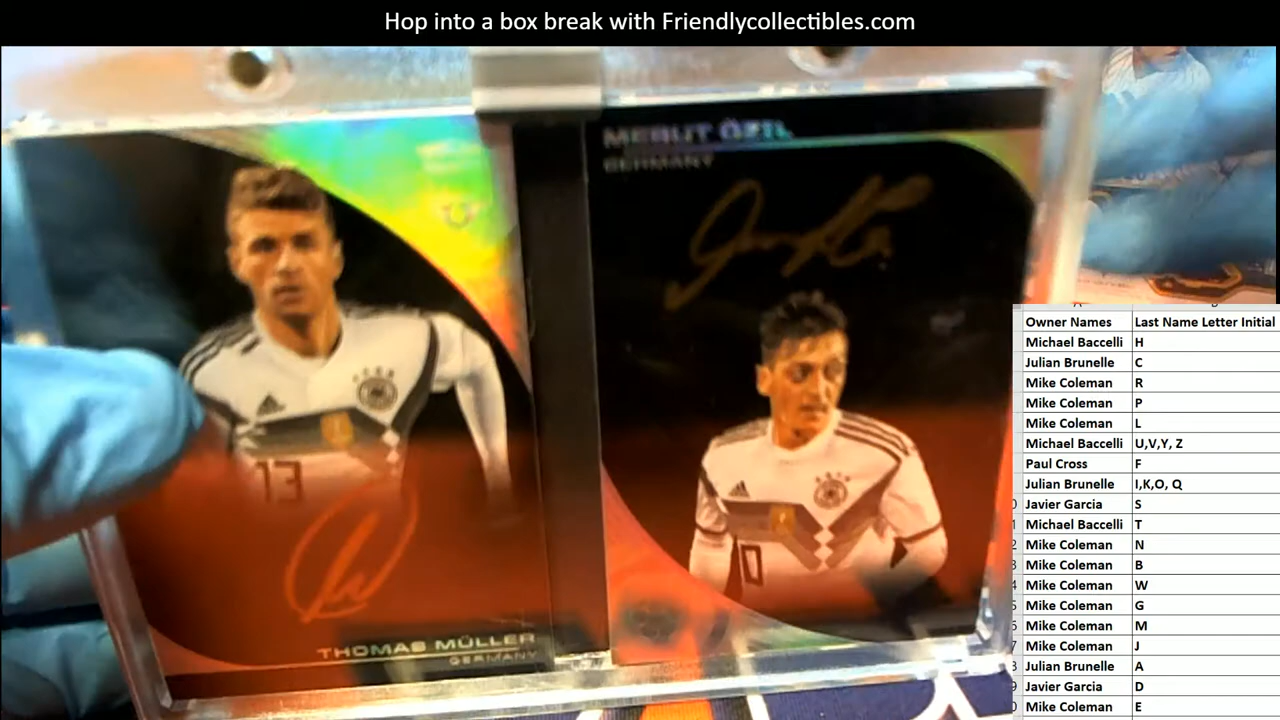 Hop into a box break with Friendlycollectibles.com
MESUT ÖZIL
GERMANY
13
10
THOMAS MÜLLER
GERMANY
Owner Names Last Name Letter Initial
Michael Baccelli H
Julian Brunelle C
Mike Coleman R
Mike Coleman P
Mike Coleman L
Michael Baccelli U,V,Y, Z
Paul Cross F
Julian Brunelle I,K,O, Q
Javier Garcia S
Michael Baccelli T
Mike Coleman N
Mike Coleman B
Mike Coleman W
Mike Coleman G
Mike Coleman M
Mike Coleman J
Julian Brunelle A
Javier Garcia D
Mike Coleman E